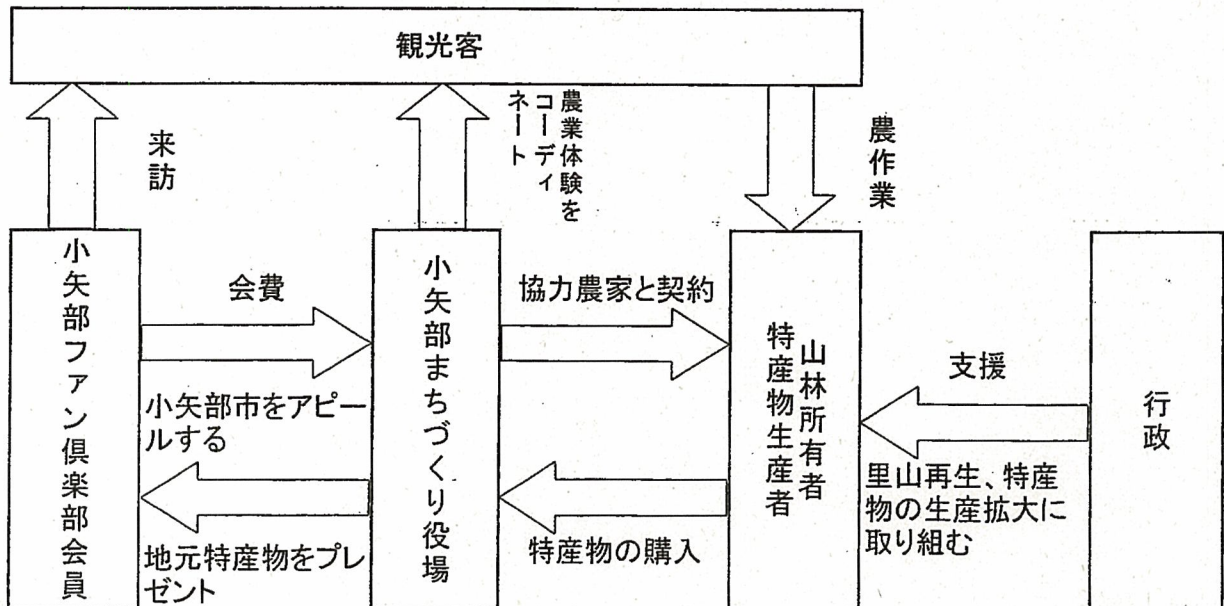 観光客
来訪
農業体験を
コーディ
ネート
農作業
小矢部ファン倶楽部会員
会費
小矢部市をアピー
ルする
地元特産物をプレ
ゼント
小矢部まちづくり役場
協力農家と契約
特産物の購入
山林所有者
特産物生産者
支援
里山再生、特産
物の生産拡大に
取り組む
行政